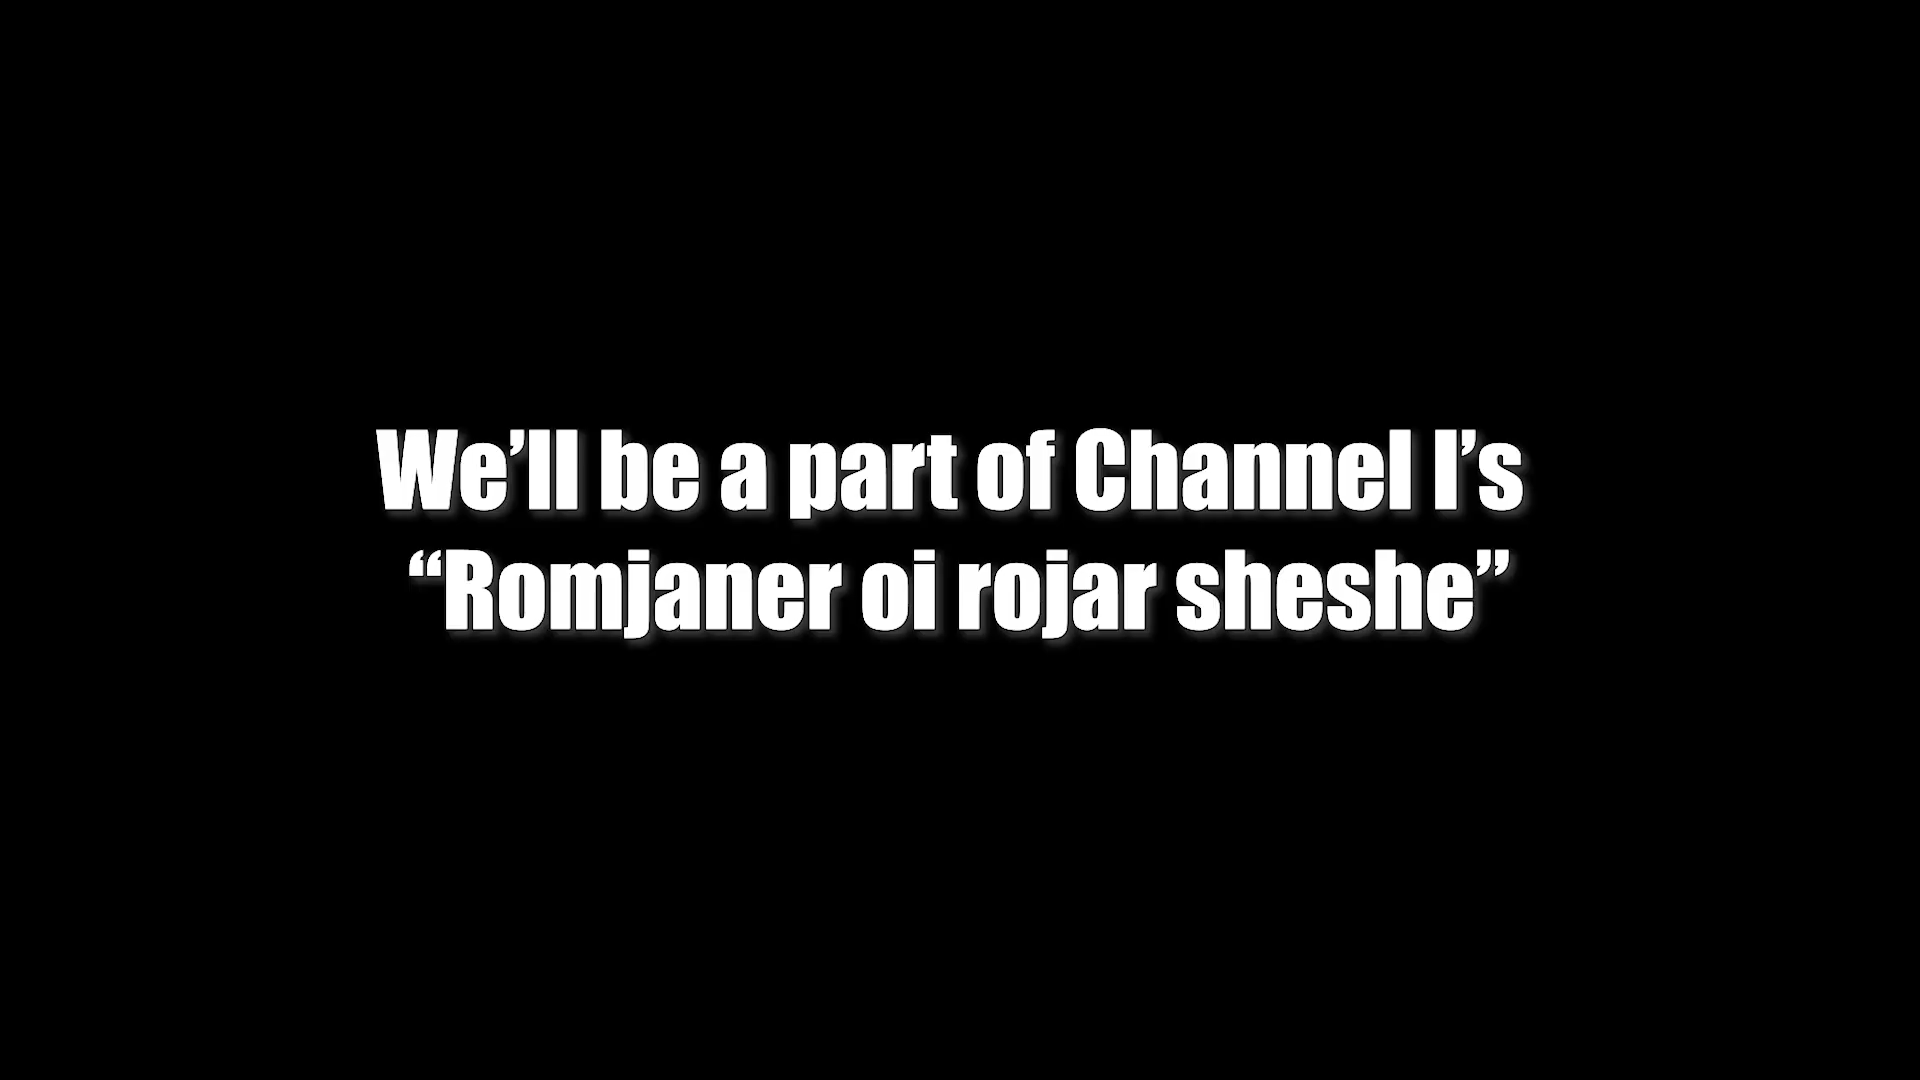 We’ll be a part of Channel I’s
“Romjaner oi rojar sheshe”